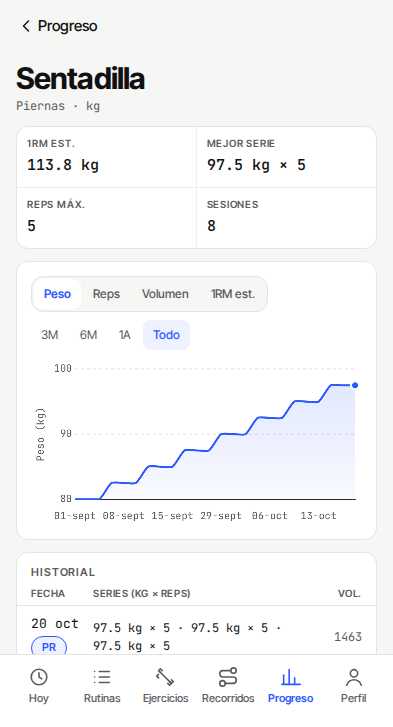 Progreso
Sentadilla
Piernas · kg
1RM EST.
113.8 kg
MEJOR SERIE
97.5 kg × 5
REPS MÁX.
5
SESIONES
8
Peso Reps Volumen 1RM est.
3M 6M 1A Todo
Peso (kg)
100
90
80
01-sept 08-sept 15-sept 29-sept 06-oct 13-oct
HISTORIAL
FECHA SERIES (KG × REPS) VOL.
20 oct 97.5 kg × 5 · 97.5 kg × 5 · 1463
PR 97.5 kg × 5
Hoy Rutinas Ejercicios Recorridos Progreso Perfil